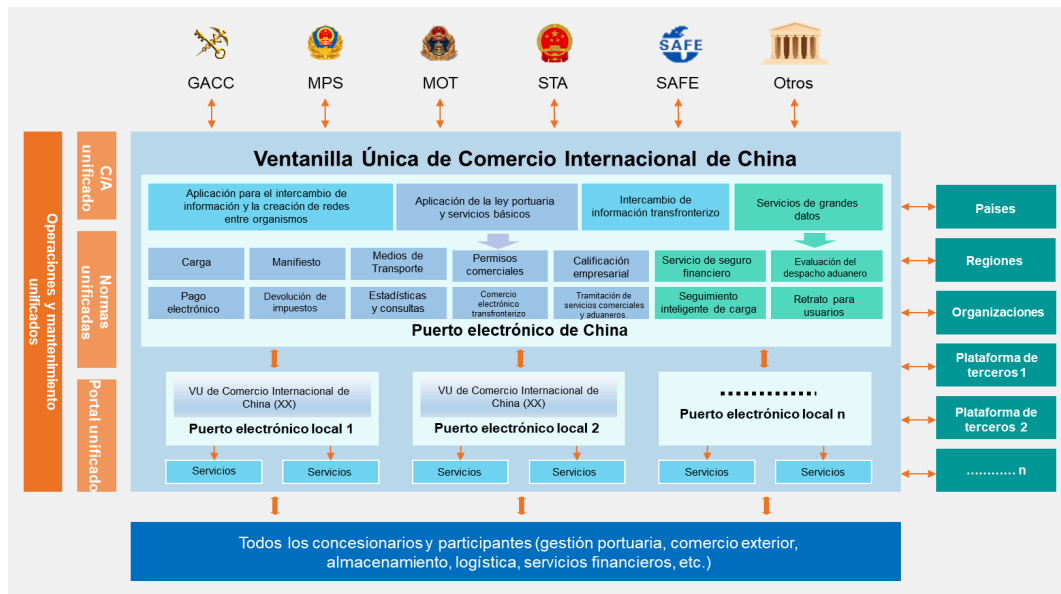 SAFE
GACC
MPS
MOT
STA
SAFE
Otros
Operaciones y mantenimiento
unificados
C/A
unificado
Normas
unificadas
Portal unificado
Ventanilla Única de Comercio Internacional de China
Aplicación para el intercambio de
información y la creación de redes
entre organismos
Aplicación de la ley portuaria
y servicios básicos
Intercambio de
información transfronterizo
Servicios de grandes
datos
Carga
Manifiesto
Medios de
Transporte
Permisos
comerciales
Calificación
empresarial
Servicio de seguro
financiero
Evaluación del
despacho aduanero
Pago
electrónico
Devolución de
impuestos
Estadísticas
y consultas
Comercio
electrónico
transfronterizo
Tramitación de
servicios comerciales
y aduaneros.
Seguimiento
inteligente de carga
Retrato para
usuarios
Puerto electrónico de China
VU de Comercio Internacional de
China (XX)
Puerto electrónico local 1
VU de Comercio Internacional de
China (XX)
Puerto electrónico local 2
Puerto electrónico local n
Servicios
Servicios
Servicios
Servicios
Servicios
Servicios
Paises
Regiones
Organizaciones
Plataforma de
terceros 1
Plataforma de
terceros 2
………… n
Todos los concesionarios y participantes (gestión portuaria, comercio exterior,
almacenamiento, logística, servicios financieros, etc.)